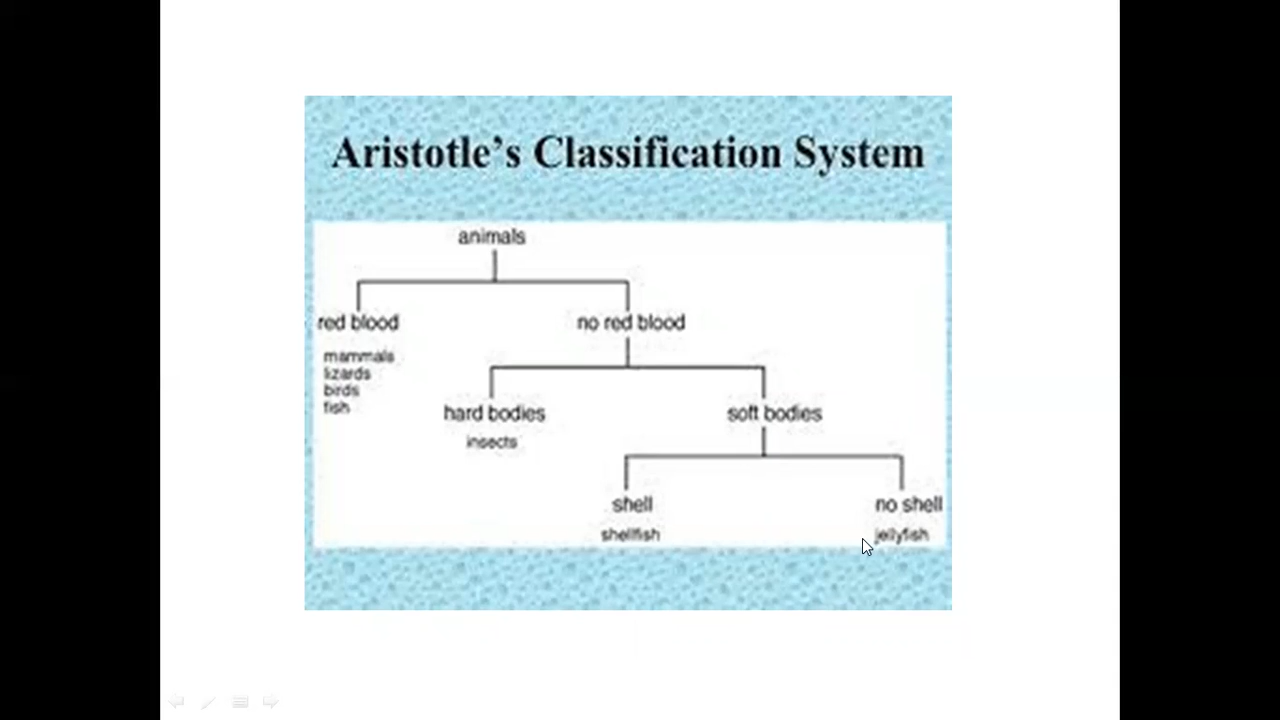 Aristotle's Classification System
animals
red blood
no red blood
mammals
lizards
birds
fish
hard bodies
soft bodies
insects
shell
no shell
shellfish
jellyfish